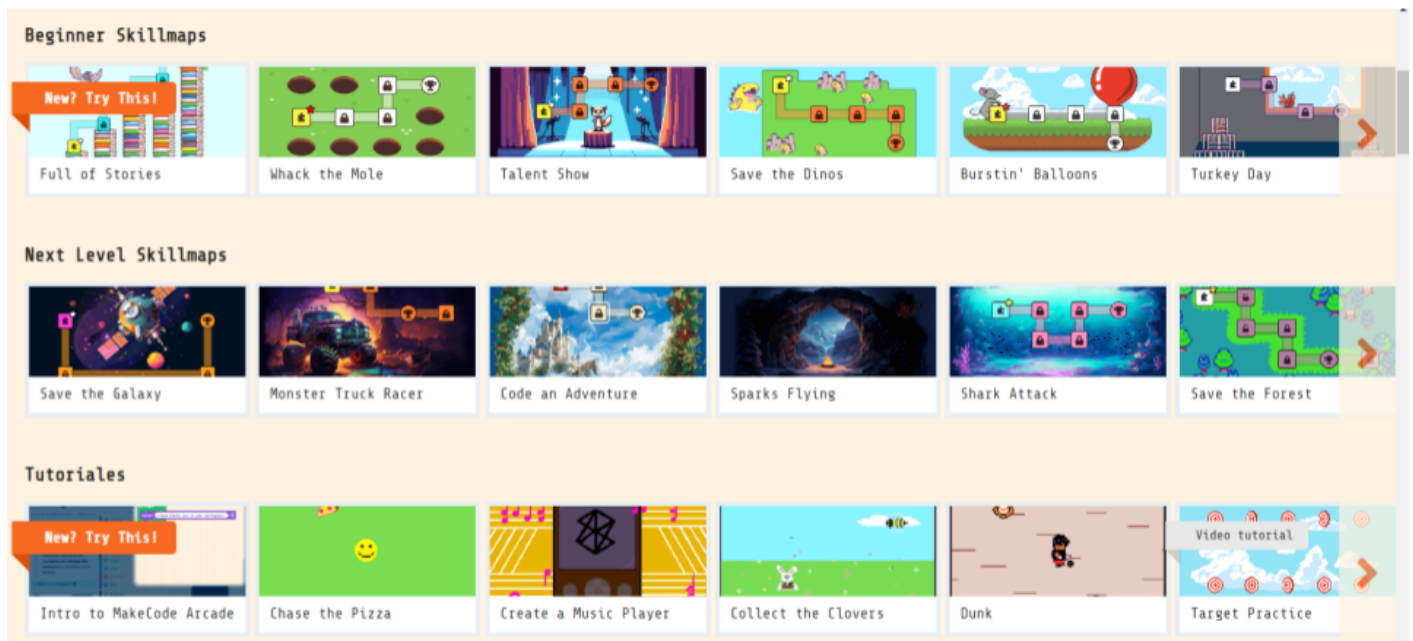 Beginner Skillmaps
New? Try This!
Full of Stories
Whack the Mole
Talent Show
Save the Dinos
Burstin' Balloons
Turkey Day
Next Level Skillmaps
Save the Galaxy
Monster Truck Racer
Code an Adventure
Sparks Flying
Shark Attack
Save the Forest
Tutoriales
New? Try This!
Video tutorial
Intro to MakeCode Arcade
Chase the Pizza
Create a Music Player
Collect the Clovers
Dunk
Target Practice